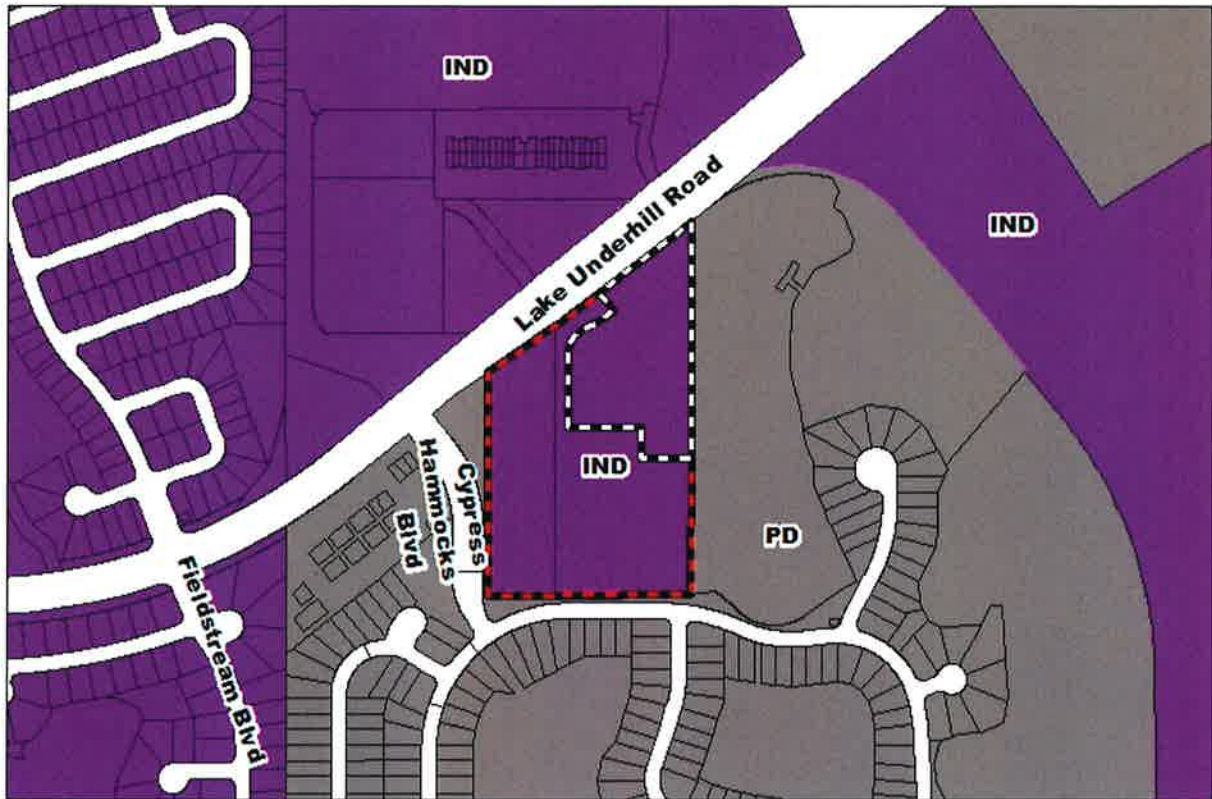 IND
Lake Underhill Road
IND
IND
PD
Cypress
Hammocks
Blvd
Fieldstream Blvd